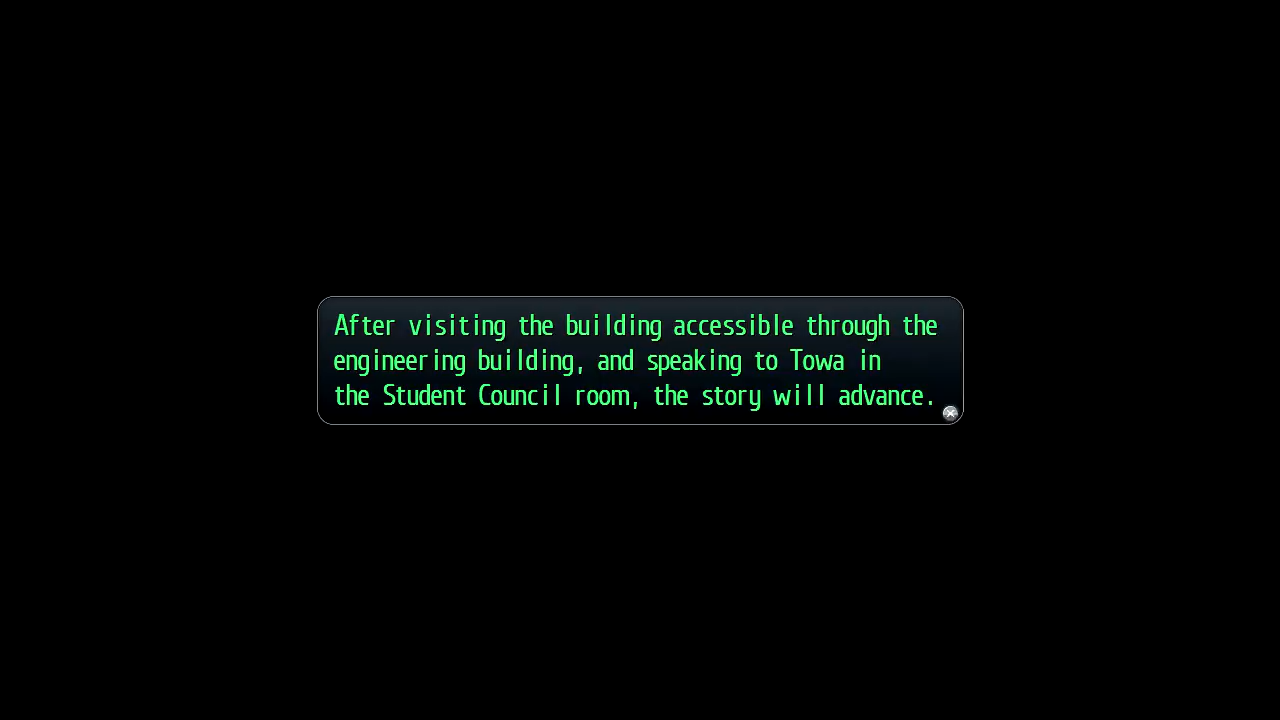 After visiting the building accessible through the
engineering building, and speaking to Towa in
the Student Council room, the story will advance.